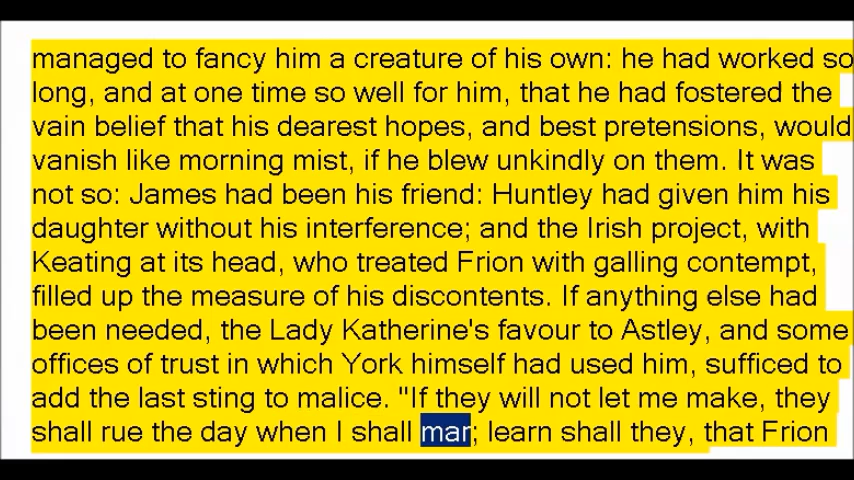 managed to fancy him a creature of his own: he had worked so
long, and at one time so well for him, that he had fostered the
vain belief that his dearest hopes, and best pretensions, would
vanish like morning mist, if he blew unkindly on them. It was
not so: James had been his friend: Huntley had given him his
daughter without his interference; and the Irish project, with
Keating at its head, who treated Frion with galling contempt,
filled up the measure of his discontents. If anything else had
been needed, the Lady Katherine's favour to Astley, and some
offices of trust in which York himself had used him, sufficed to
add the last sting to malice. "If they will not let me make, they
shall rue the day when I shall mar; learn shall they, that Frion